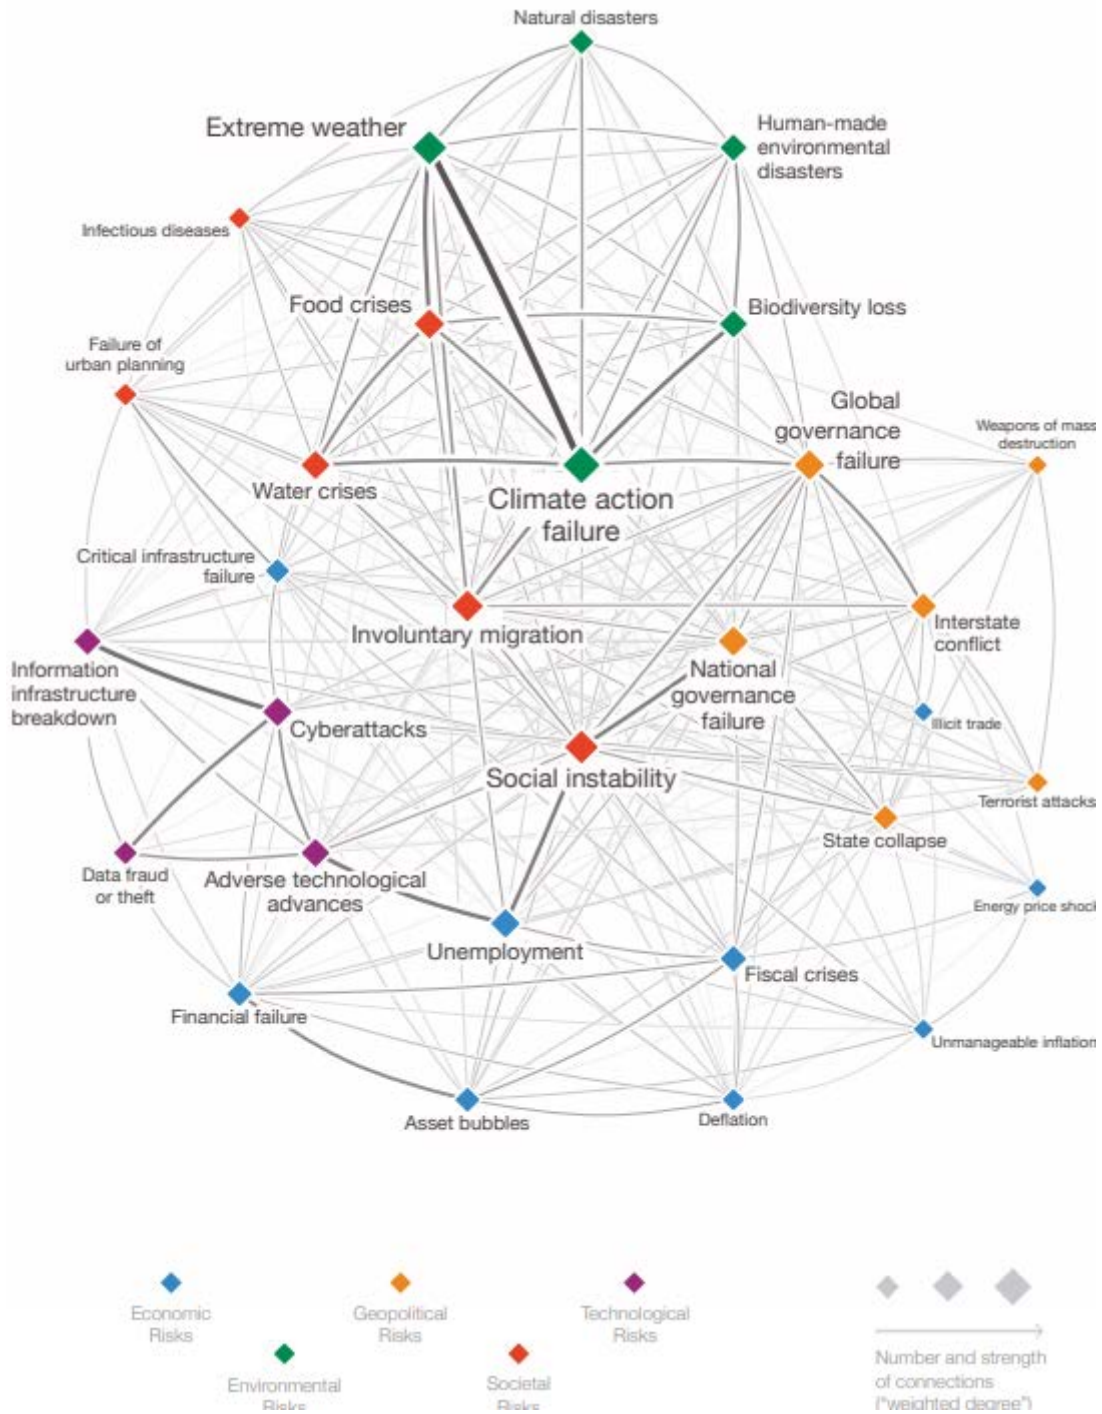 Natural disasters
Extreme weather
Human-made
environmental
disasters
Infectious diseases
Food crises
Biodiversity loss
Failure of
urban planning
Global
governance
failure
Weapons of mass
destruction
Water crises
Climate action
failure
Critical infrastructure
failure
Involuntary migration
Interstate
conflict
Information
infrastructure
breakdown
National
governance
failure
Cyberattacks
Illicit trade
Social instability
Terrorist attacks
State collapse
Data fraud
or theft
Adverse technological
advances
Energy price shock
Unemployment
Fiscal crises
Financial failure
Unmanageable inflation
Asset bubbles
Deflation
Economic
Risks
Geopolitical
Risks
Technological
Risks
Environmental
Risks
Societal
Risks
Number and strength
of connections
("weighted degree")